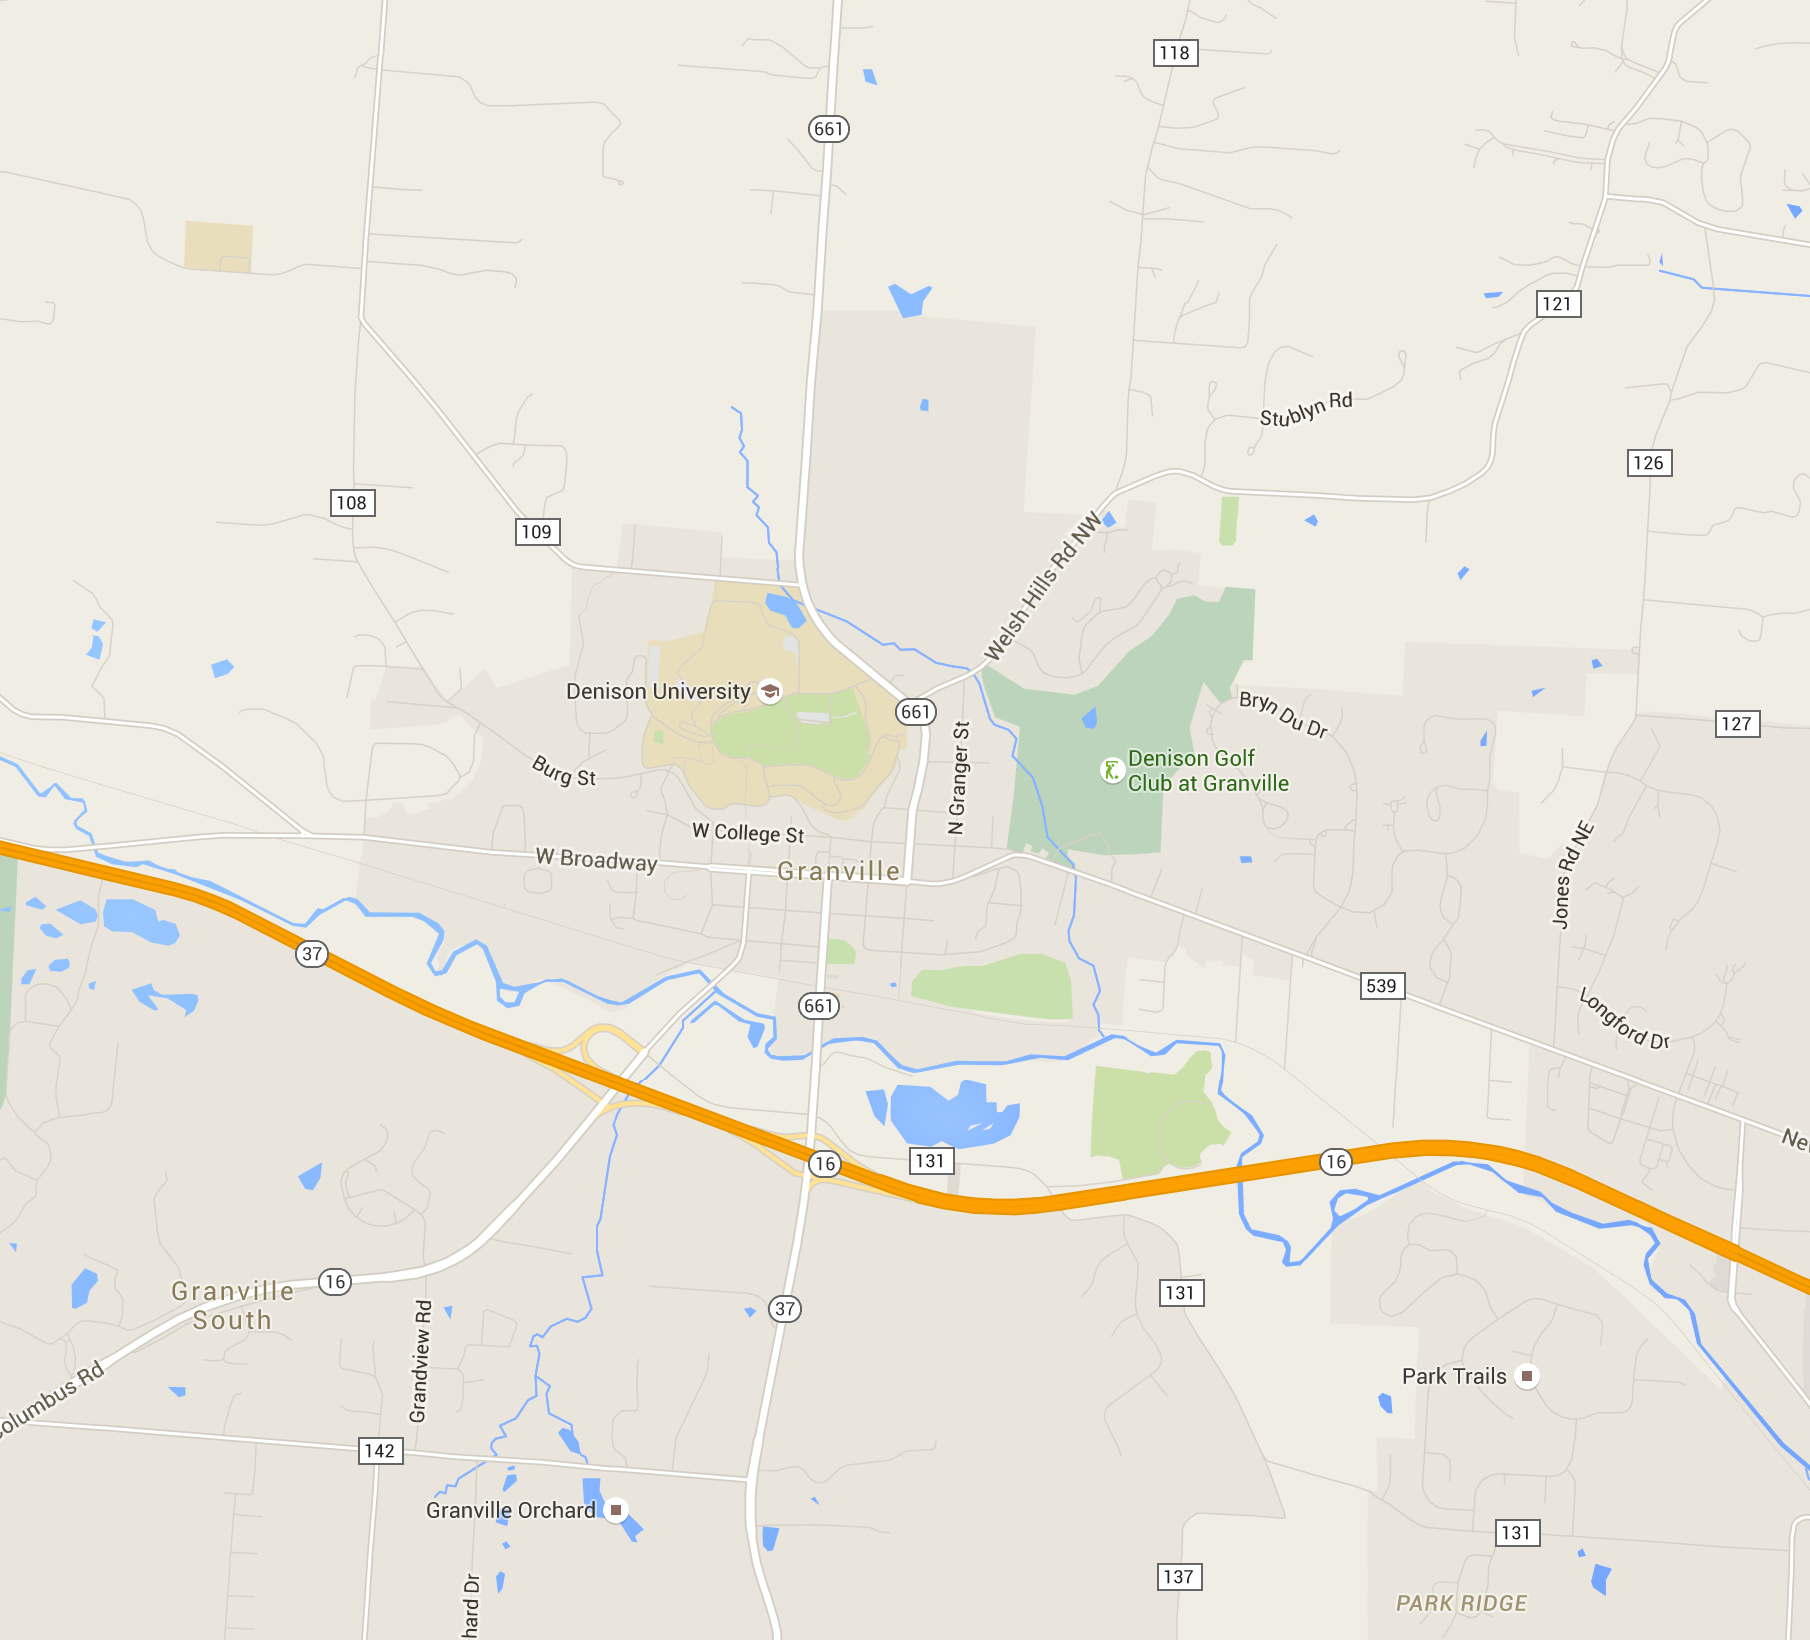 118
661
121
Stublyn Rd
126
108
109
Welsh Hills Rd NW
Denison University
661
Bryn Du Dr
127
N Granger St
Denison Golf
Club at Granville
Burg St
W College St
W Broadway
Granville
Jones Rd NE
37
539
661
Longford Dr
Ne
131
16
16
16
Granville
South
37
131
Grandview Rd
Columbus Rd
Park Trails
142
Granville Orchard
131
137
hard Dr
PARK RIDGE